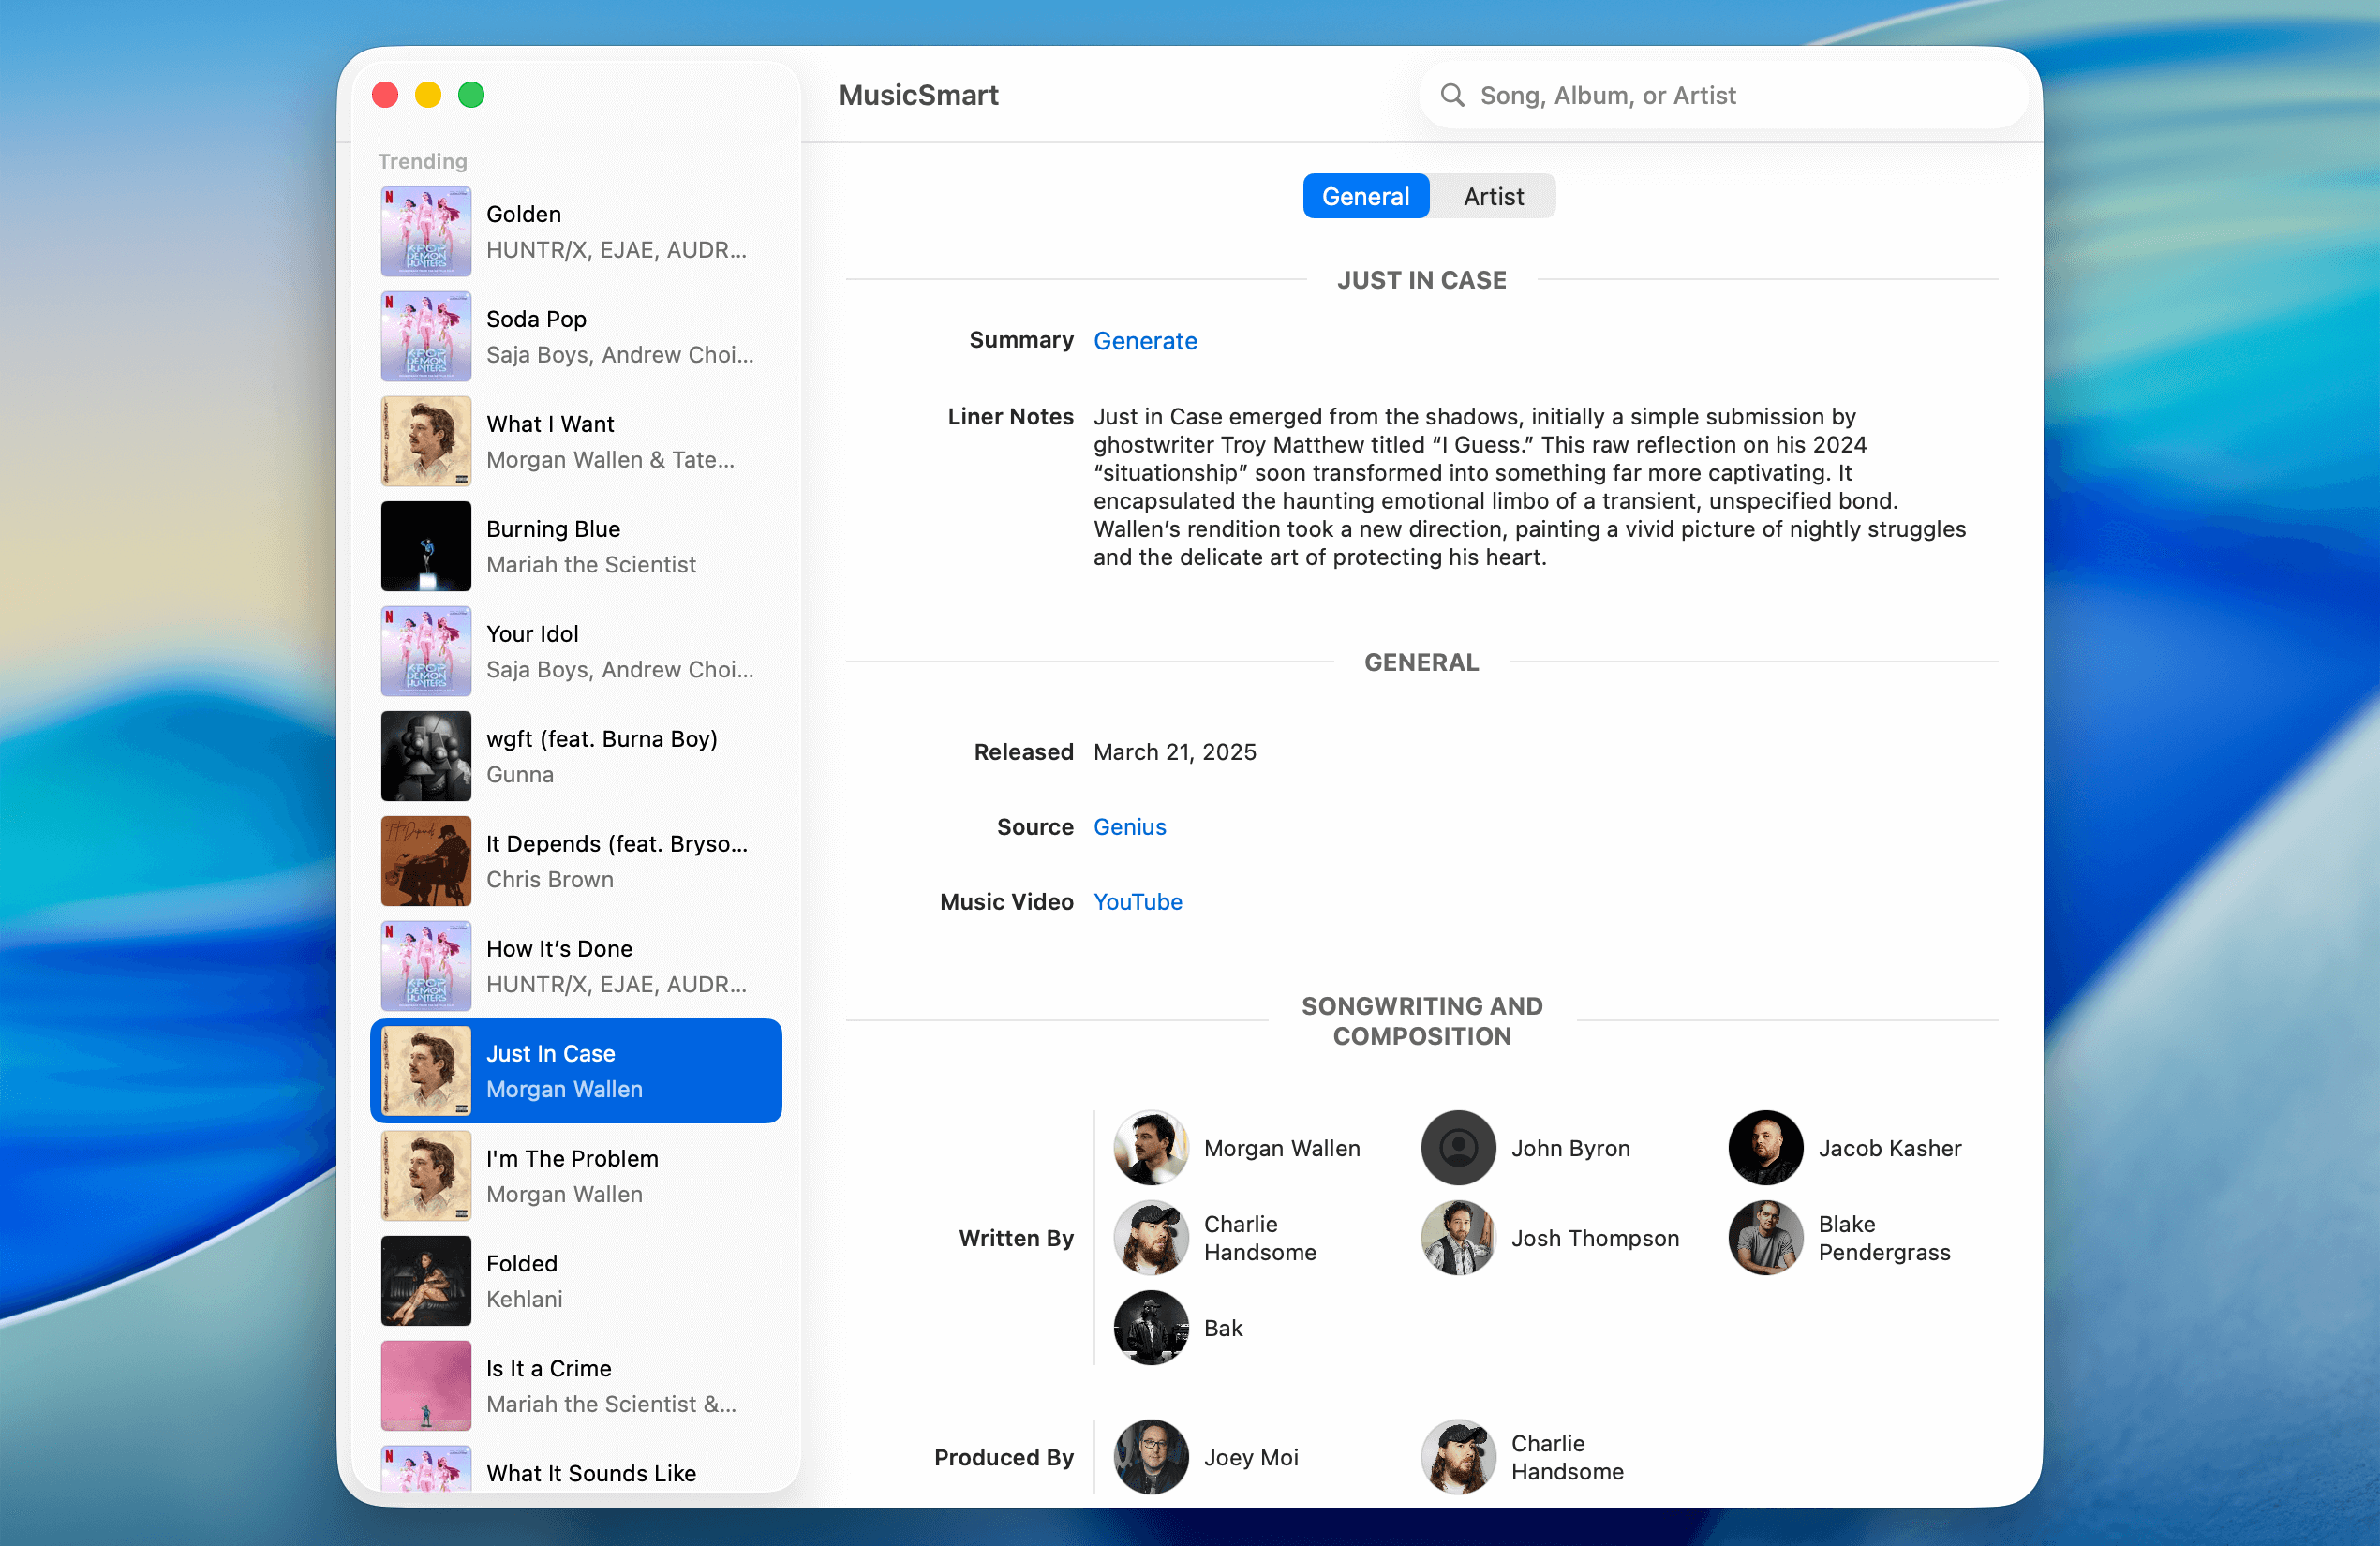 MusicSmart
Song, Album, or Artist
Trending
Golden
HUNTR/X, EJAE, AUDR...
Soda Pop
Saja Boys, Andrew Choi...
What I Want
Morgan Wallen & Tate...
Burning Blue
Mariah the Scientist
Your Idol
Saja Boys, Andrew Choi...
wgft (feat. Burna Boy)
Gunna
It Depends (feat. Bryso...
Chris Brown
How It’s Done
HUNTR/X, EJAE, AUDR...
Just In Case
Morgan Wallen
I'm The Problem
Morgan Wallen
Folded
Kehlani
Is It a Crime
Mariah the Scientist &...
What It Sounds Like
General
Artist
JUST IN CASE
Summary
Generate
Liner Notes
Just in Case emerged from the shadows, initially a simple submission by
ghostwriter Troy Matthew titled “I Guess.” This raw reflection on his 2024
“situationship” soon transformed into something far more captivating. It
encapsulated the haunting emotional limbo of a transient, unspecified bond.
Wallen’s rendition took a new direction, painting a vivid picture of nightly struggles
and the delicate art of protecting his heart.
GENERAL
Released
March 21, 2025
Source
Genius
Music Video
YouTube
SONGWRITING AND
COMPOSITION
Written By
Morgan Wallen
John Byron
Jacob Kasher
Charlie
Handsome
Josh Thompson
Blake
Pendergrass
Bak
Produced By
Joey Moi
Charlie
Handsome